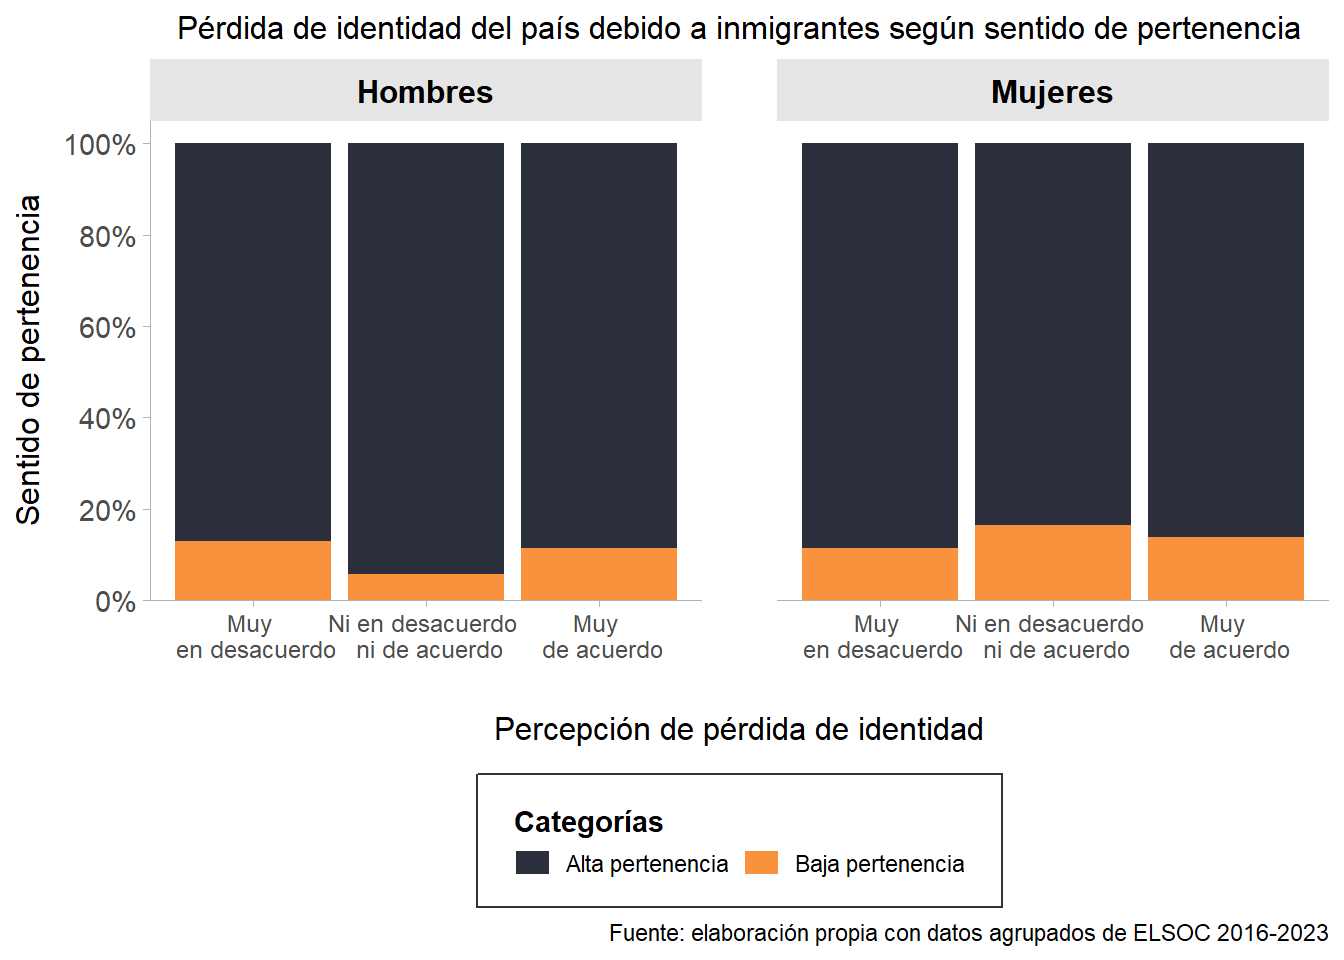 Pérdida de identidad del país debido a inmigrantes según sentido de pertenencia
Hombres
Mujeres
Sentido de pertenencia
100%
80%
60%
40%
20%
0%
Muy
en desacuerdo
Ni en desacuerdo
ni de acuerdo
Muy
de acuerdo
Muy
en desacuerdo
Ni en desacuerdo
ni de acuerdo
Muy
de acuerdo
Percepción de pérdida de identidad
Categorías
Alta pertenencia
Baja pertenencia
Fuente: elaboración propia con datos agrupados de ELSOC 2016-2023